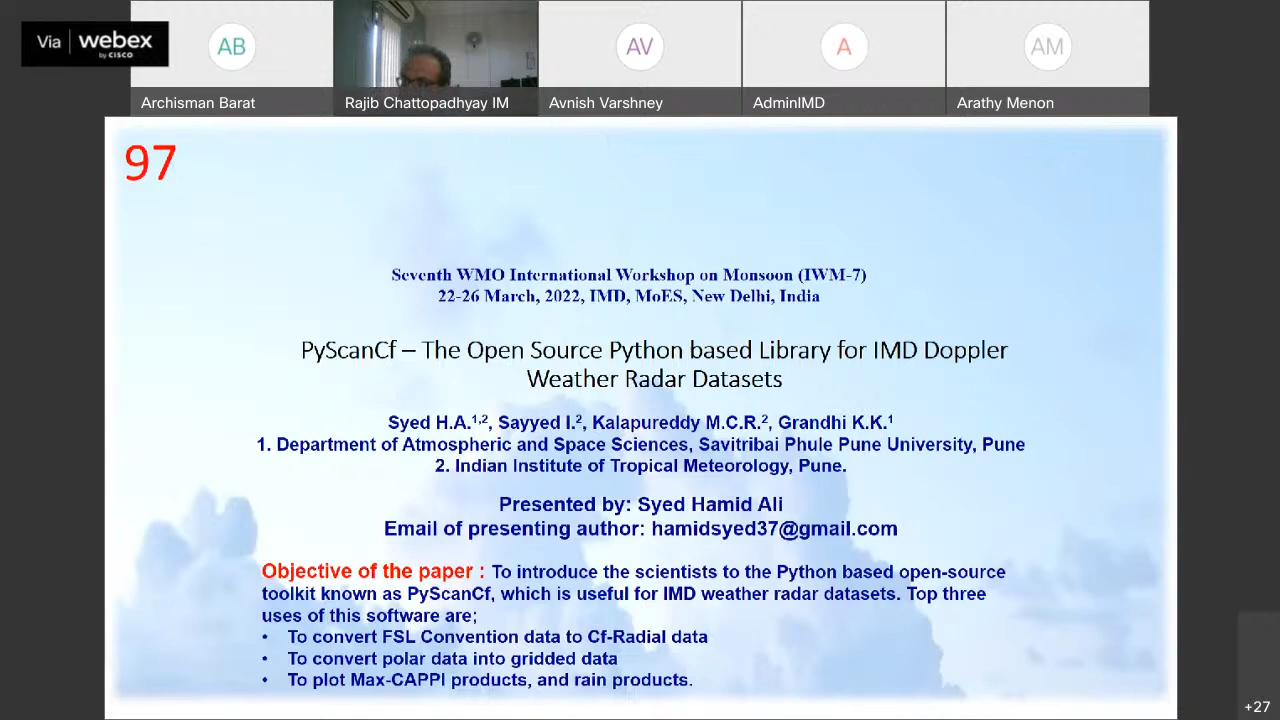 Via webex
by CISCO
AB
AV
A
AM
Archisman Barat
Rajib Chattopadhyay IM
Avnish Varshney
AdminIMD
Arathy Menon
97
Seventh WMO International Workshop on Monsoon (IWM-7)
22-26 March, 2022, IMD, MoES, New Delhi, India
PyScanCf – The Open Source Python based Library for IMD Doppler
Weather Radar Datasets
Syed H.A.1,2, Sayyed I.2, Kalapureddy M.C.R.2, Grandhi K.K.1
1. Department of Atmospheric and Space Sciences, Savitribai Phule Pune University, Pune
2. Indian Institute of Tropical Meteorology, Pune.
Presented by: Syed Hamid Ali
Email of presenting author: hamidsyed37@gmail.com
Objective of the paper : To introduce the scientists to the Python based open-source
toolkit known as PyScanCf, which is useful for IMD weather radar datasets. Top three
uses of this software are;
• To convert FSL Convention data to Cf-Radial data
• To convert polar data into gridded data
• To plot Max-CAPPI products, and rain products.
+27